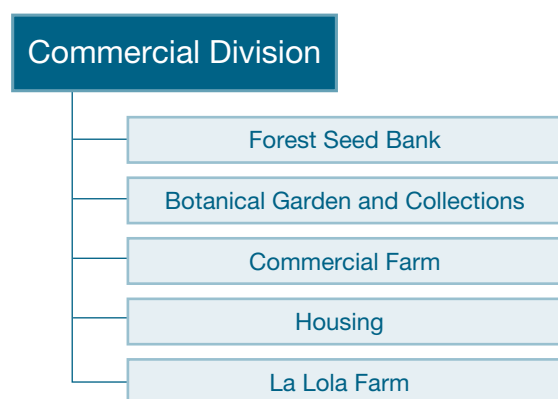 Commercial Division
Forest Seed Bank
Botanical Garden and Collections
Commercial Farm
Housing
La Lola Farm